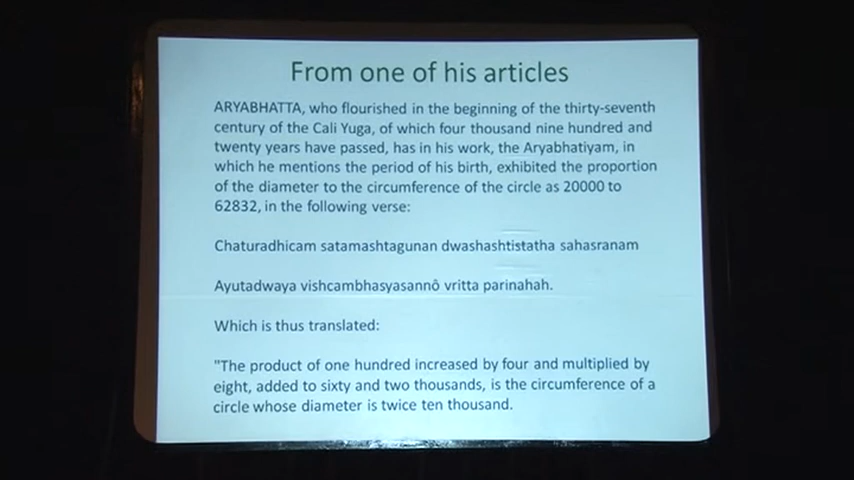 From one of his articles
ARYABHATTA, who flourished in the beginning of the thirty-seventh
century of the Cali Yuga, of which four thousand nine hundred and
twenty years have passed, has in his work, the Aryabhatiyam, in
which he mentions the period of his birth, exhibited the proportion
of the diameter to the circumference of the circle as 20000 to
62832, in the following verse:
Chaturadhicam satamashtagunan dwashashtistatha sahasranam
Ayutadwaya vishcambhasyasannô vritta parinahah.
Which is thus translated:
"The product of one hundred increased by four and multiplied by
eight, added to sixty and two thousands, is the circumference of a
circle whose diameter is twice ten thousand.